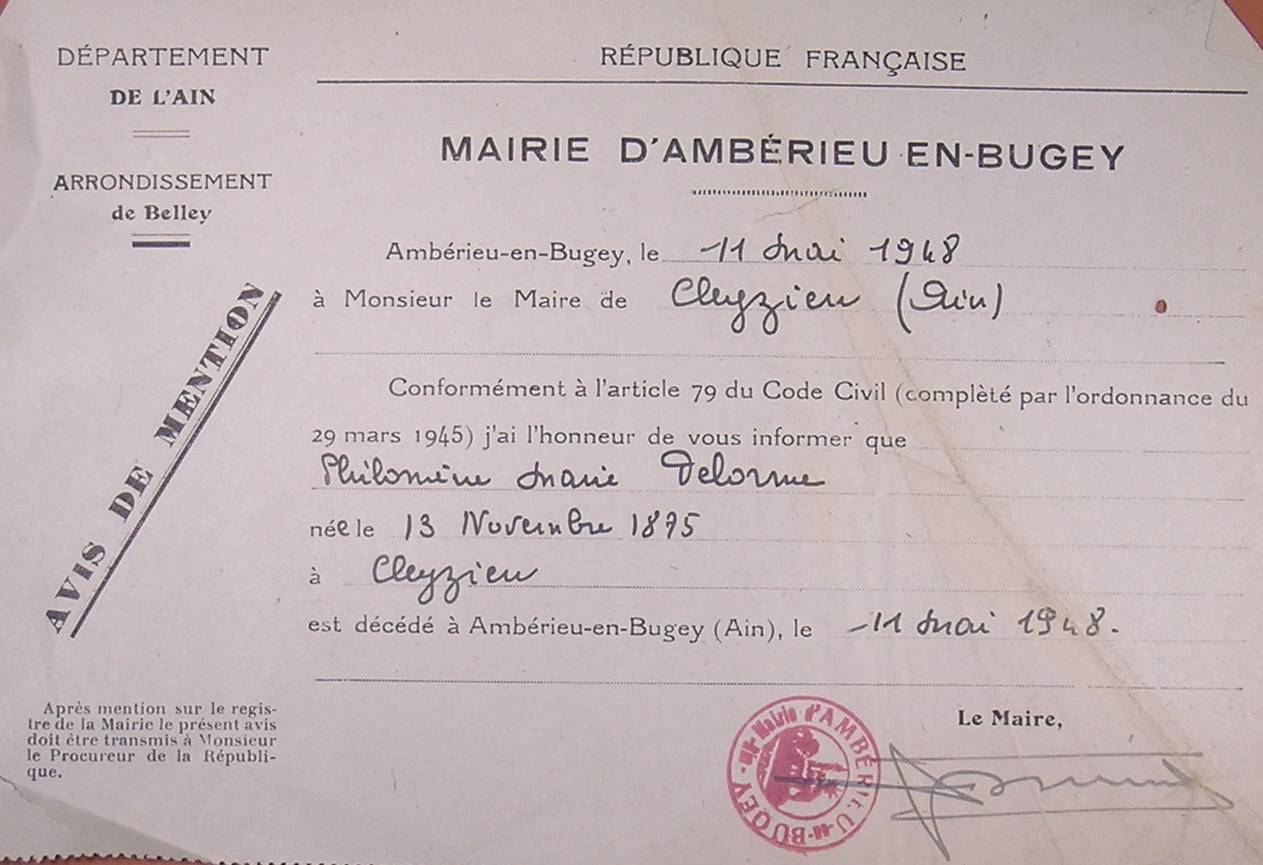 DÉPARTEMENT
DE L'AIN
ARRONDISSEMENT
de Belley
AVIS DE MENTION
Après mention sur le regis-
tre de la Mairie le présent avis
doit être transmis à Monsieur
le Procureur de la Républi-
que.
RÉPUBLIQUE FRANÇAISE
MAIRIE D'AMBÉRIEU-EN-BUGEY
Ambérieu-en-Bugey, le 11 mai 1948
à Monsieur le Maire de Cleyzieu (Ain)
Conformément à l'article 79 du Code Civil (complèté par l'ordonnance du
29 mars 1945) j'ai l'honneur de vous informer que
Philomène Marie Delorme
née le 13 Novembre 1875
à Cleyzieu
est décédé à Ambérieu-en-Bugey (Ain), le 11 mai 1948.
Le Maire,
Mairie d'AMBÉRIEU-en-BUGEY